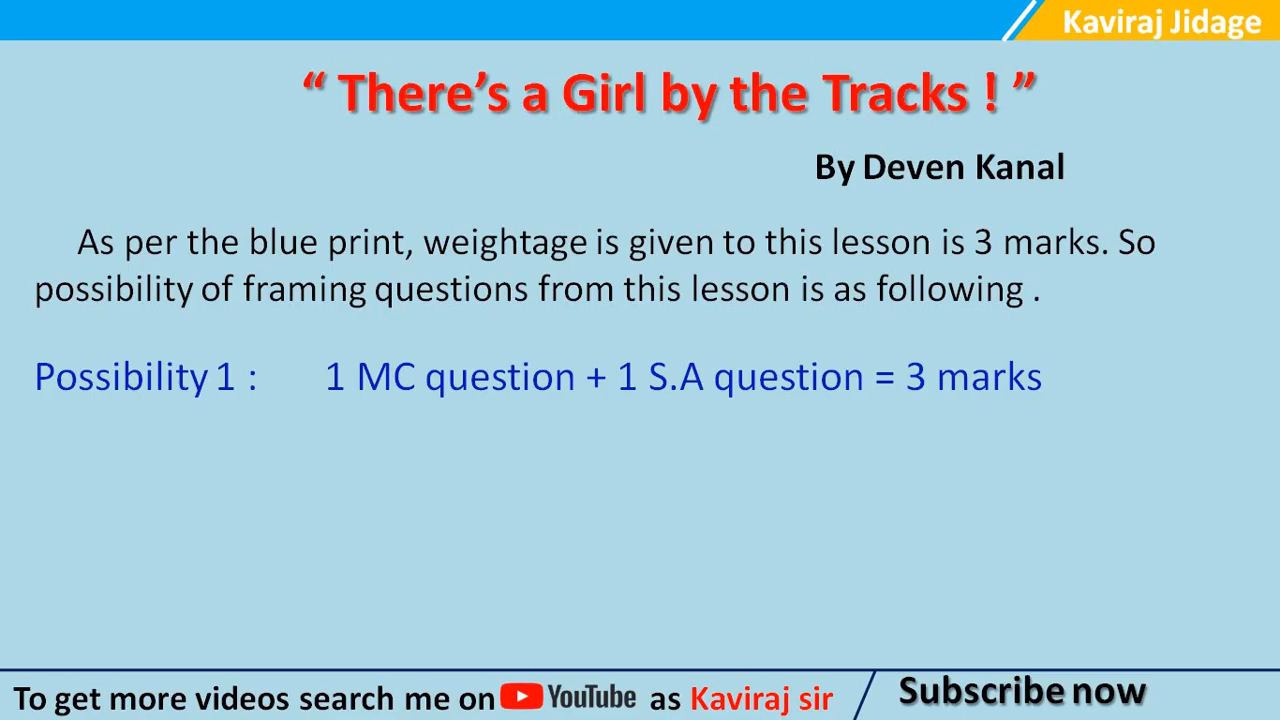 Kaviraj Jidage
“ There’s a Girl by the Tracks ! ”
By Deven Kanal
As per the blue print, weightage is given to this lesson is 3 marks. So
possibility of framing questions from this lesson is as following .
Possibility 1 : 1 MC question + 1 S.A question = 3 marks
To get more videos search me on YouTube as Kaviraj sir
Subscribe now